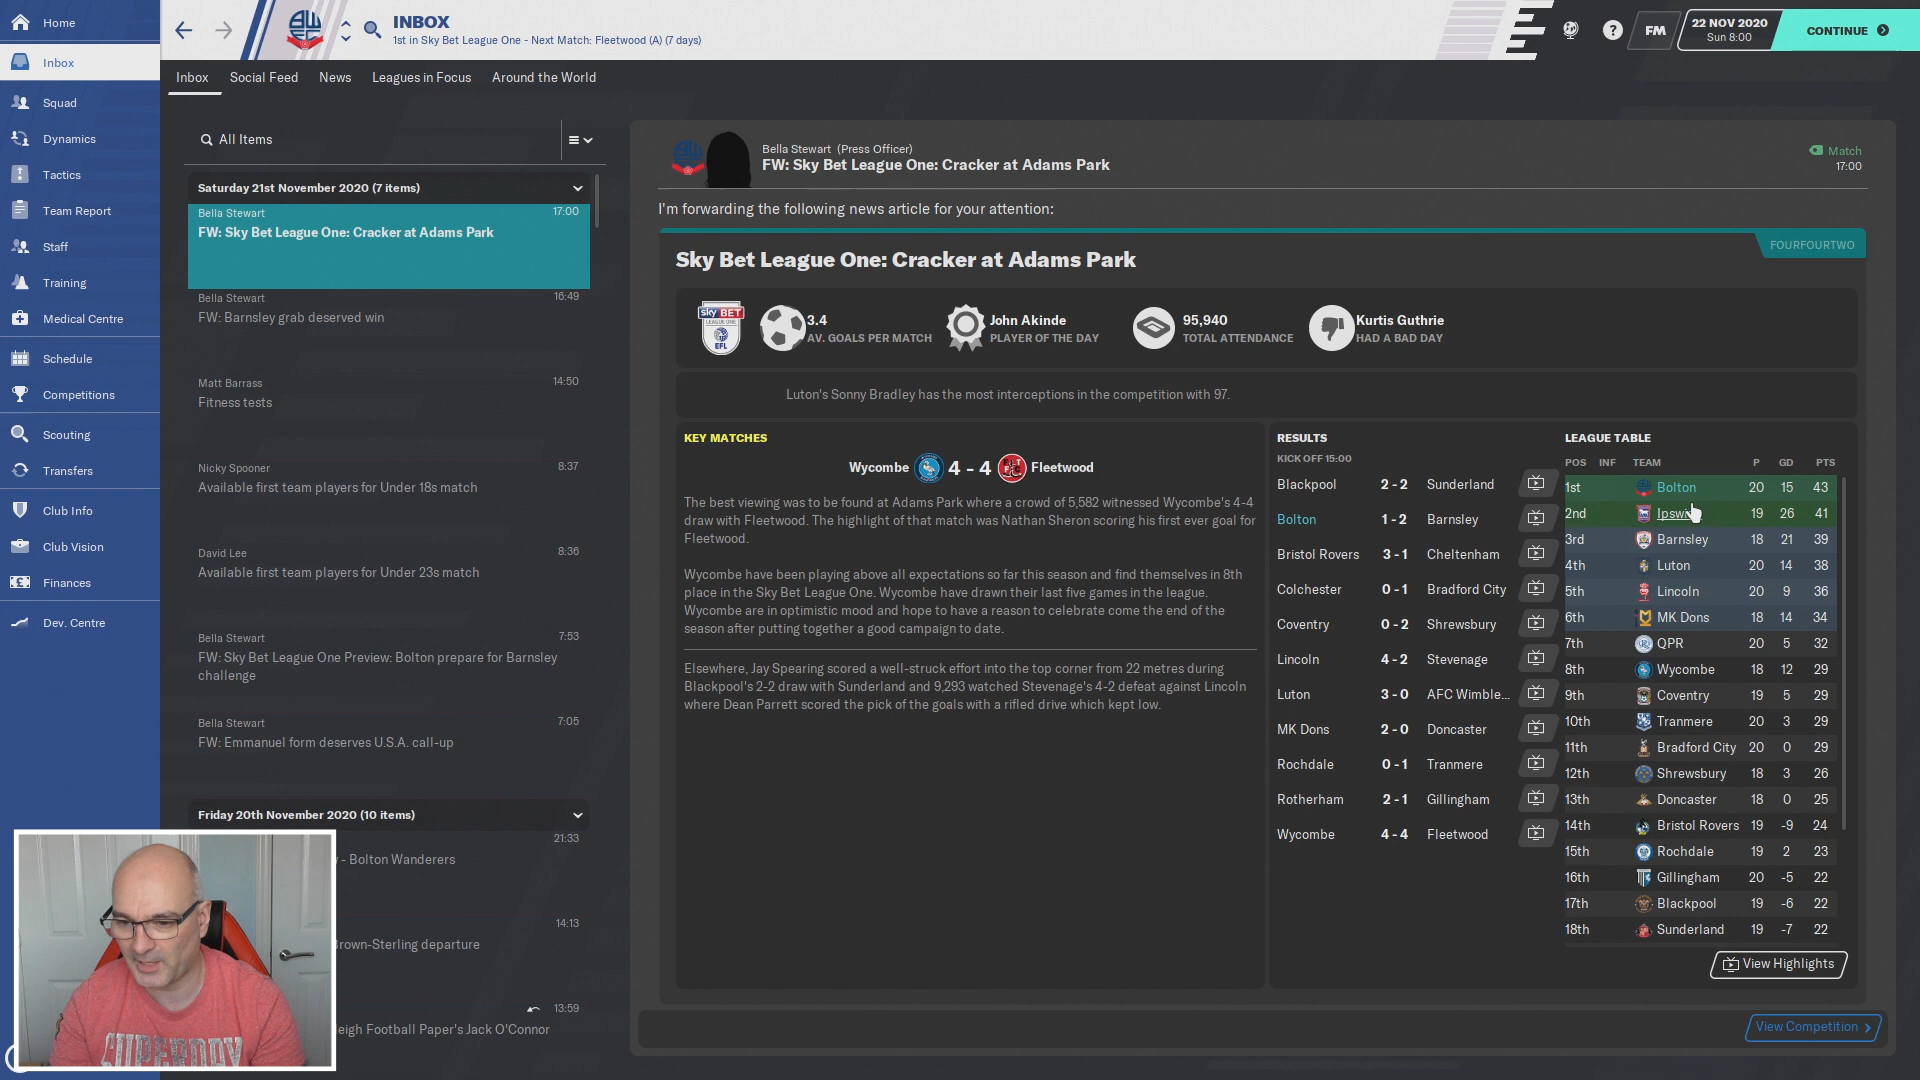 Home
Inbox
Squad
Dynamics
Tactics
Team Report
Staff
Training
Medical Centre
Schedule
Competitions
Scouting
Transfers
Club Info
Club Vision
Finances
Dev. Centre
INBOX
1st in Sky Bet League One - Next Match: Fleetwood (A) (7 days)
FM
22 NOV 2020
Sun 8:00
CONTINUE
Inbox Social Feed News Leagues in Focus Around the World
All Items
Saturday 21st November 2020 (7 items)
Bella Stewart 17:00
FW: Sky Bet League One: Cracker at Adams Park
Bella Stewart 16:49
FW: Barnsley grab deserved win
Matt Barrass 14:50
Fitness tests
Nicky Spooner 8:37
Available first team players for Under 18s match
David Lee 8:36
Available first team players for Under 23s match
Bella Stewart 7:53
FW: Sky Bet League One Preview: Bolton prepare for Barnsley
challenge
Bella Stewart 7:05
FW: Emmanuel form deserves U.S.A. call-up
Friday 20th November 2020 (10 items)
21:33
- Bolton Wanderers
14:13
Brown-Sterling departure
13:59
eigh Football Paper's Jack O'Connor
SUPERDRY
Bella Stewart (Press Officer)
FW: Sky Bet League One: Cracker at Adams Park
Match
17:00
I'm forwarding the following news article for your attention:
FOURFOURTWO
Sky Bet League One: Cracker at Adams Park
sky BET
LEAGUE ONE
EFL
3.4
AV. GOALS PER MATCH
John Akinde
PLAYER OF THE DAY
95,940
TOTAL ATTENDANCE
Kurtis Guthrie
HAD A BAD DAY
Luton's Sonny Bradley has the most interceptions in the competition with 97.
KEY MATCHES
Wycombe 4 - 4 Fleetwood
The best viewing was to be found at Adams Park where a crowd of 5,582 witnessed Wycombe's 4-4
draw with Fleetwood. The highlight of that match was Nathan Sheron scoring his first ever goal for
Fleetwood.
Wycombe have been playing above all expectations so far this season and find themselves in 8th
place in the Sky Bet League One. Wycombe have drawn their last five games in the league.
Wycombe are in optimistic mood and hope to have a reason to celebrate come the end of the
season after putting together a good campaign to date.
Elsewhere, Jay Spearing scored a well-struck effort into the top corner from 22 metres during
Blackpool's 2-2 draw with Sunderland and 9,293 watched Stevenage's 4-2 defeat against Lincoln
where Dean Parrett scored the pick of the goals with a rifled drive which kept low.
RESULTS
KICK OFF 15:00
Blackpool 2 - 2 Sunderland
Bolton 1 - 2 Barnsley
Bristol Rovers 3 - 1 Cheltenham
Colchester 0 - 1 Bradford City
Coventry 0 - 2 Shrewsbury
Lincoln 4 - 2 Stevenage
Luton 3 - 0 AFC Wimble...
MK Dons 2 - 0 Doncaster
Rochdale 0 - 1 Tranmere
Rotherham 2 - 1 Gillingham
Wycombe 4 - 4 Fleetwood
LEAGUE TABLE
POS INF TEAM P GD PTS
1st Bolton 20 15 43
2nd Ipswi 19 26 41
3rd Barnsley 18 21 39
4th Luton 20 14 38
5th Lincoln 20 9 36
6th MK Dons 18 14 34
7th QPR 20 5 32
8th Wycombe 18 12 29
9th Coventry 19 5 29
10th Tranmere 20 3 29
11th Bradford City 20 0 29
12th Shrewsbury 18 3 26
13th Doncaster 18 0 25
14th Bristol Rovers 19 -9 24
15th Rochdale 19 2 23
16th Gillingham 20 -5 22
17th Blackpool 19 -6 22
18th Sunderland 19 -7 22
View Highlights
View Competition